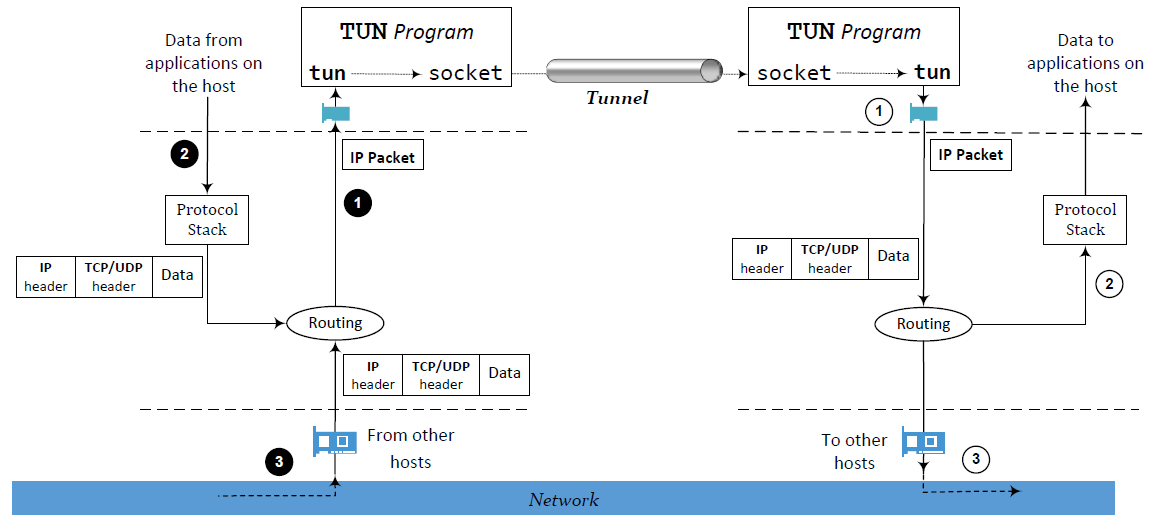 Data from
applications on
the host
TUN Program
tun socket
Tunnel
TUN Program
socket tun
Data to
applications on
the host
2
IP Packet
1
Protocol
Stack
IP
header
TCP/UDP
header
Data
Routing
IP
header
TCP/UDP
header
Data
From other
hosts
3
1
IP Packet
Protocol
Stack
IP
header
TCP/UDP
header
Data
2
Routing
To other
hosts
3
Network